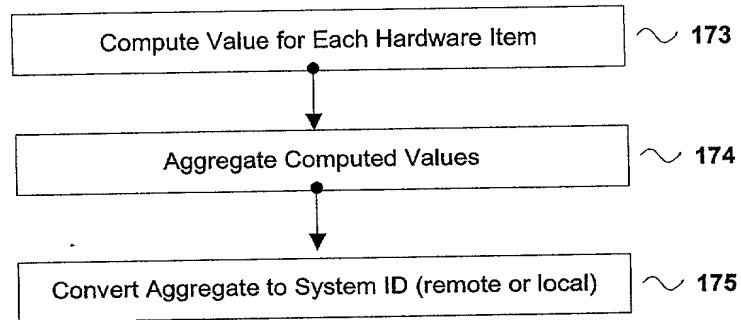 Compute Value for Each Hardware Item 173
Aggregate Computed Values 174
Convert Aggregate to System ID (remote or local) 175